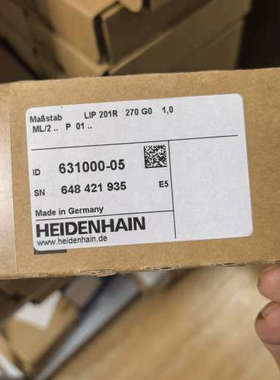 Maßstab LIP 201R 270 G0 1,0
ML/2 .. P 01 ..
ID 631000-05
SN 648 421 935 E5
Made in Germany
HEIDENHAIN
www.heidenhain.de